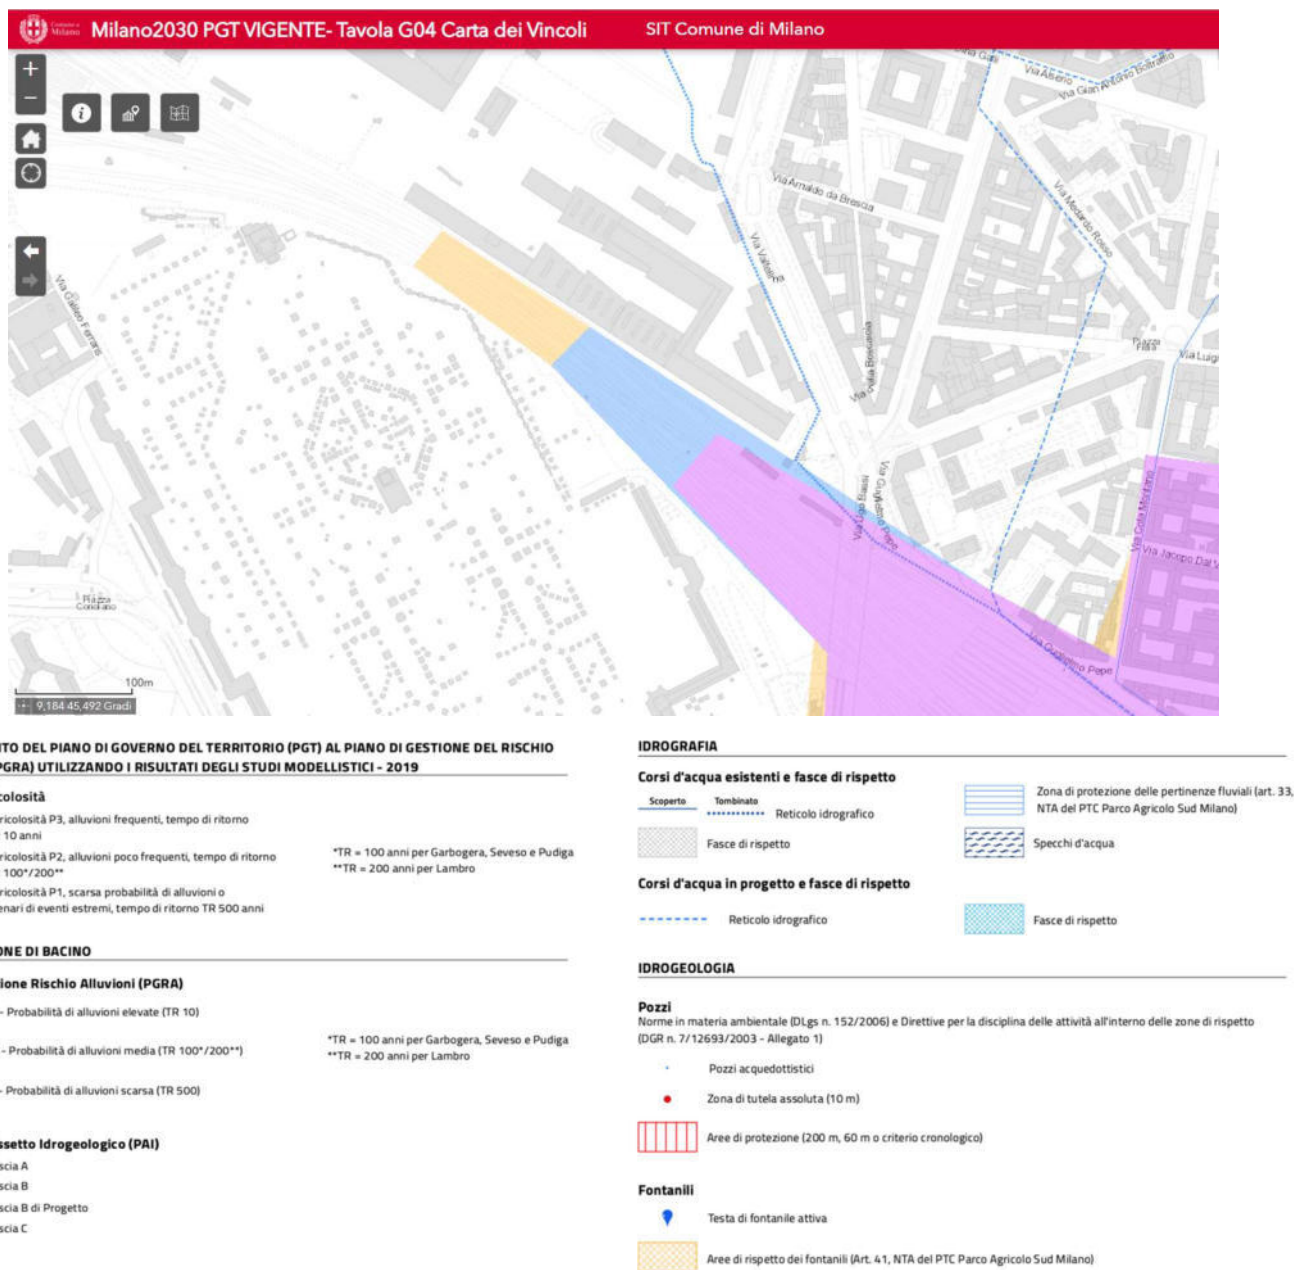 Comune di
Milano
Milano2030 PGT VIGENTE- Tavola G04 Carta dei Vincoli
SIT Comune di Milano
Via Alserio
Via Gian Antonio Boltraffio
Via Arnaldo da Brescia
Via Medardo Rosso
Via Valtellina
Via Galileo Ferraris
Via Volta
Piazza
Fidia
Via Luigi
Via Ugo Bassi
Via Guglielmo Pepe
Via Cola Montano
Via Jacopo Dal V
Piazza
Coriolano
Via Guglielmo Pepe
100m
9,184 45,492 Gradi
TO DEL PIANO DI GOVERNO DEL TERRITORIO (PGT) AL PIANO DI GESTIONE DEL RISCHIO
PGRA) UTILIZZANDO I RISULTATI DEGLI STUDI MODELLISTICI - 2019
colosità
ricolosità P3, alluvioni frequenti, tempo di ritorno
10 anni
ricolosità P2, alluvioni poco frequenti, tempo di ritorno
100*/200**
*TR = 100 anni per Garbogera, Seveso e Pudiga
**TR = 200 anni per Lambro
ricolosità P1, scarsa probabilità di alluvioni o
enari di eventi estremi, tempo di ritorno TR 500 anni
ONE DI BACINO
ione Rischio Alluvioni (PGRA)
- Probabilità di alluvioni elevate (TR 10)
- Probabilità di alluvioni media (TR 100*/200**)
*TR = 100 anni per Garbogera, Seveso e Pudiga
**TR = 200 anni per Lambro
- Probabilità di alluvioni scarsa (TR 500)
ssetto Idrogeologico (PAI)
scia A
scia B
scia B di Progetto
scia C
IDROGRAFIA
Corsi d'acqua esistenti e fasce di rispetto
Scoperto Tombinato
Reticolo idrografico
Zona di protezione delle pertinenze fluviali (art. 33,
NTA del PTC Parco Agricolo Sud Milano)
Fasce di rispetto
Specchi d'acqua
Corsi d'acqua in progetto e fasce di rispetto
Reticolo idrografico
Fasce di rispetto
IDROGEOLOGIA
Pozzi
Norme in materia ambientale (DLgs n. 152/2006) e Direttive per la disciplina delle attività all'interno delle zone di rispetto
(DGR n. 7/12693/2003 - Allegato 1)
Pozzi acquedottistici
Zona di tutela assoluta (10 m)
Aree di protezione (200 m, 60 m o criterio cronologico)
Fontanili
Testa di fontanile attiva
Aree di rispetto dei fontanili (Art. 41, NTA del PTC Parco Agricolo Sud Milano)